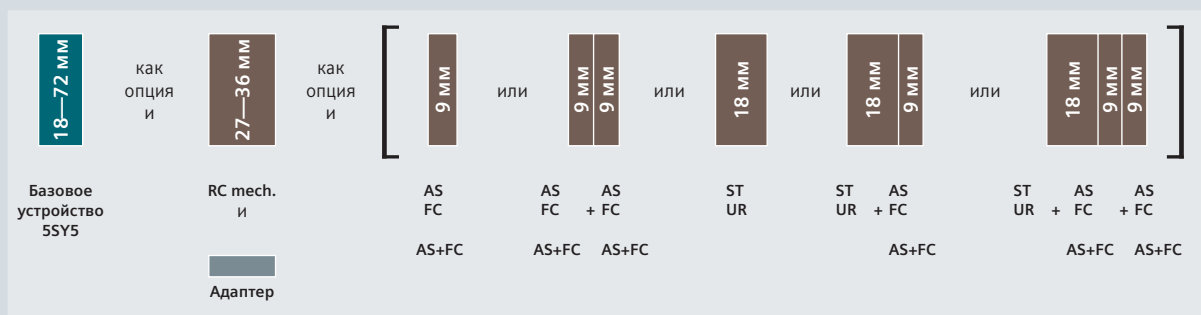 18—72 мм
как
опция
и
27—36 мм
как
опция
и
9 мм
или
9 мм
9 мм
или
18 мм
или
18 мм
9 мм
или
18 мм
9 мм
9 мм
Базовое
устройство
5SY5
RC mech.
и
Адаптер
AS
FC
AS+FC
AS AS
FC + FC
AS+FC AS+FC
ST
UR
ST AS
UR + FC
AS+FC
ST AS AS
UR + FC + FC
AS+FC AS+FC